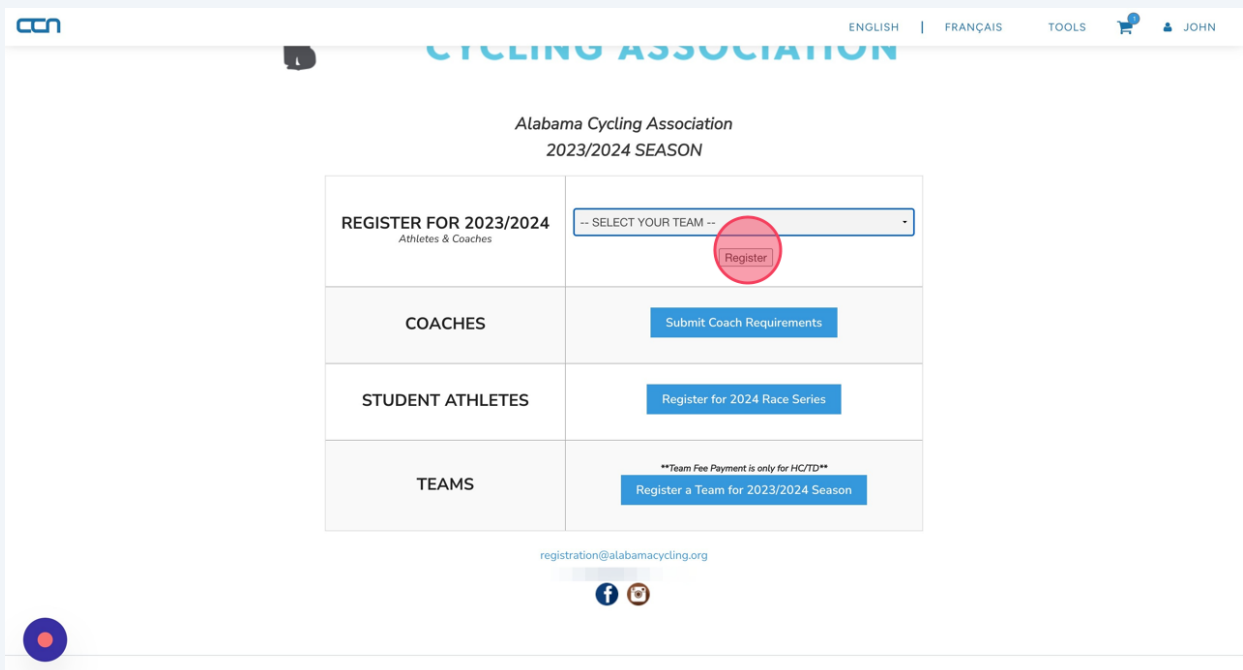 CCN
ENGLISH | FRANÇAIS TOOLS JOHN
CYCLING ASSOCIATION
Alabama Cycling Association
2023/2024 SEASON
REGISTER FOR 2023/2024
Athletes & Coaches
-- SELECT YOUR TEAM --
Register
COACHES
Submit Coach Requirements
STUDENT ATHLETES
Register for 2024 Race Series
TEAMS
**Team Fee Payment is only for HC/TD**
Register a Team for 2023/2024 Season
registration@alabamacycling.org